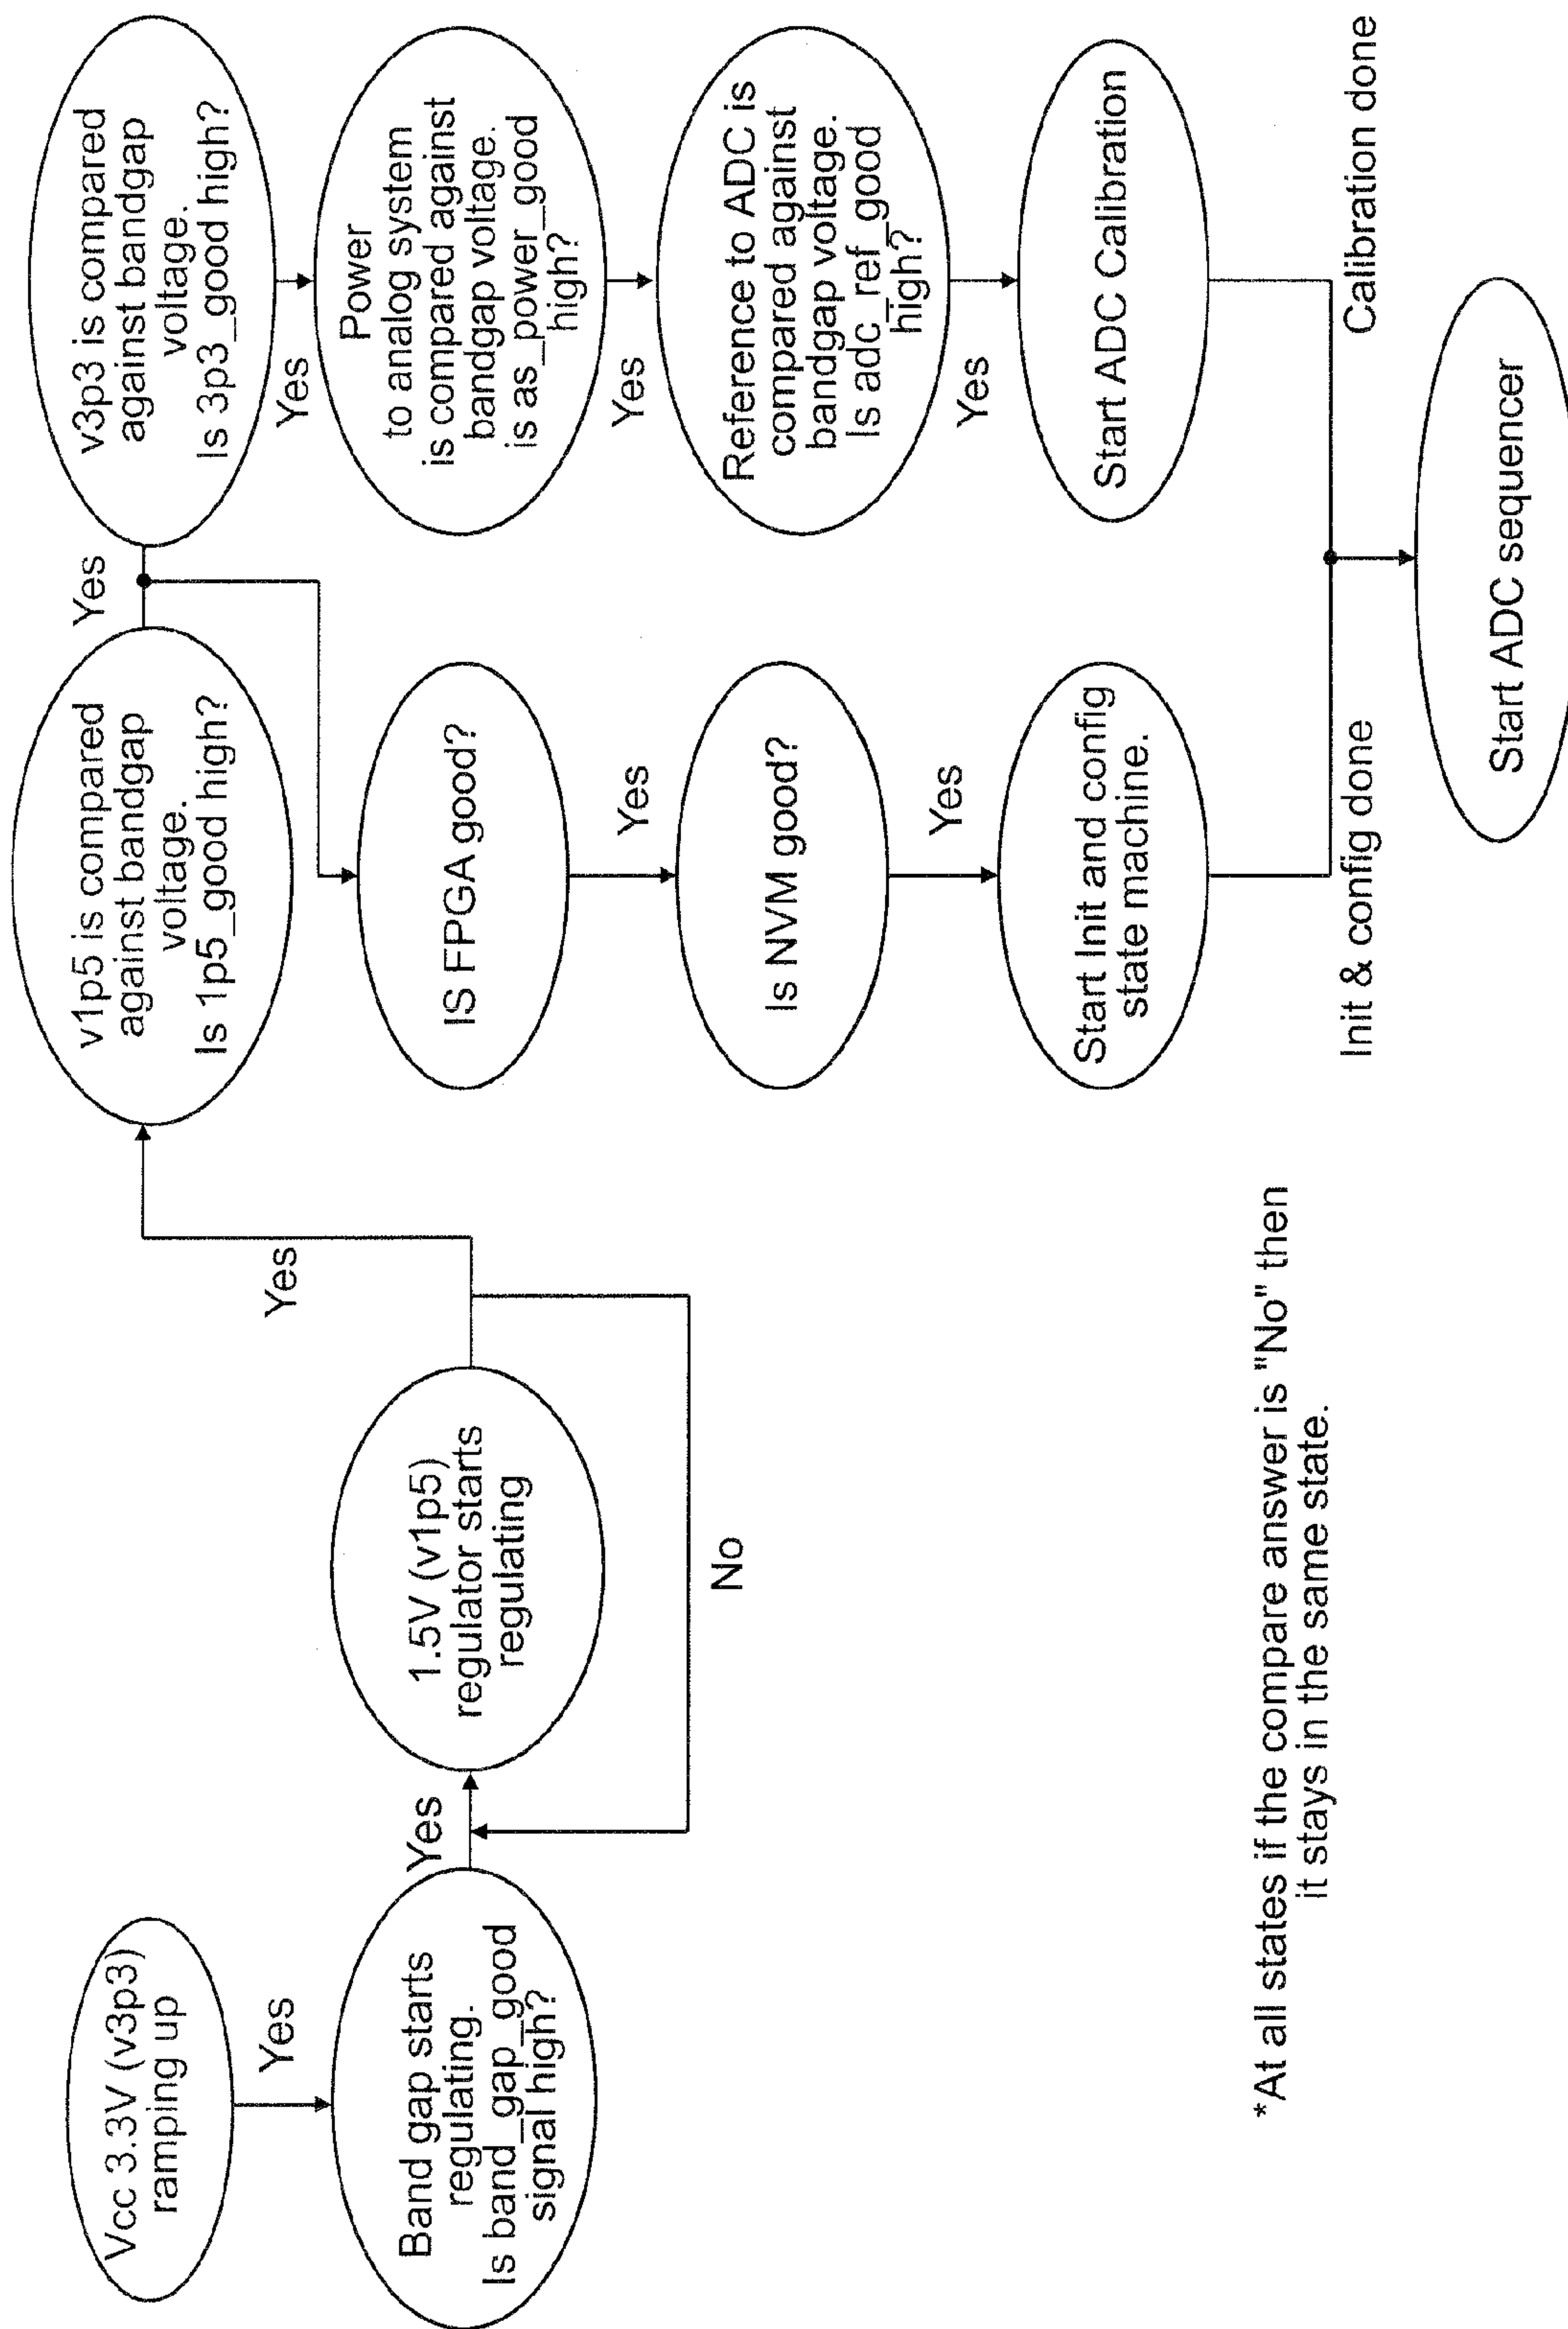 Vcc 3.3V (v3p3)
ramping up
Yes
Band gap starts
regulating.
Is band_gap_good
signal high?
Yes
1.5V (v1p5)
regulator starts
regulating
No
Yes
v1p5 is compared
against bandgap
voltage.
Is 1p5_good high?
Yes
IS FPGA good?
Yes
Is NVM good?
Yes
Start Init and config
state machine.
Init & config done
v3p3 is compared
against bandgap
voltage.
Is 3p3_good high?
Yes
Power
to analog system
is compared against
bandgap voltage.
is as_power_good
high?
Yes
Reference to ADC is
compared against
bandgap voltage.
Is adc_ref_good
high?
Yes
Start ADC Calibration
Calibration done
Start ADC sequencer
*At all states if the compare answer is "No" then
it stays in the same state.